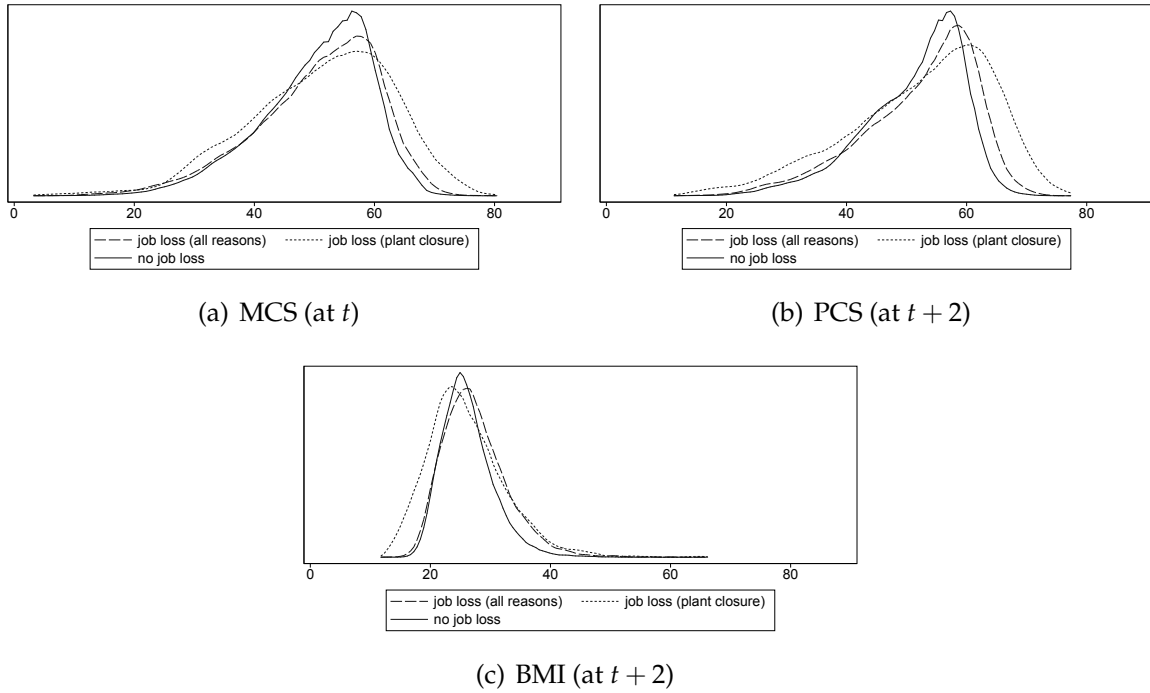 0 20 40 60 80
job loss (all reasons) job loss (plant closure)
no job loss
(a) MCS (at t)
0 20 40 60 80
job loss (all reasons) job loss (plant closure)
no job loss
(b) PCS (at t + 2)
0 20 40 60 80
job loss (all reasons) job loss (plant closure)
no job loss
(c) BMI (at t + 2)